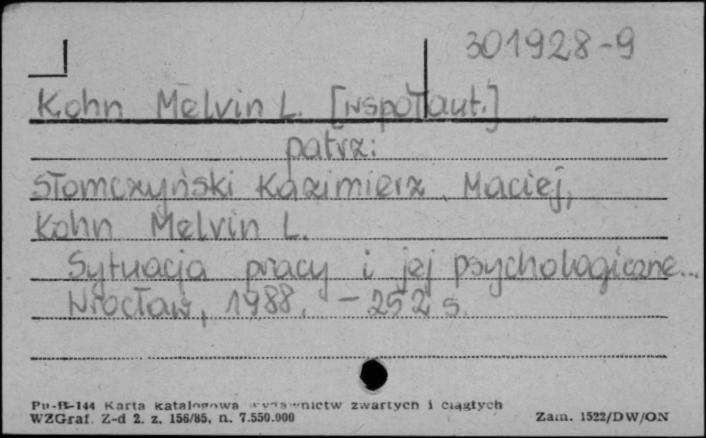 301928-9
Kohn Melvin L. [współaut.]
patrz:
Słomczyński Kazimierz Maciej,
Kohn Melvin L.
Sytuacja pracy i jej psychologiczne...
Wrocław, 1988. - 252 s.
Pu-B-144 Karta katalogowa wydawnictw zwartych i ciągłych
WZGraf. Z-d 2. z. 156/85, n. 7.550.000
Zam. 1522/DW/ON